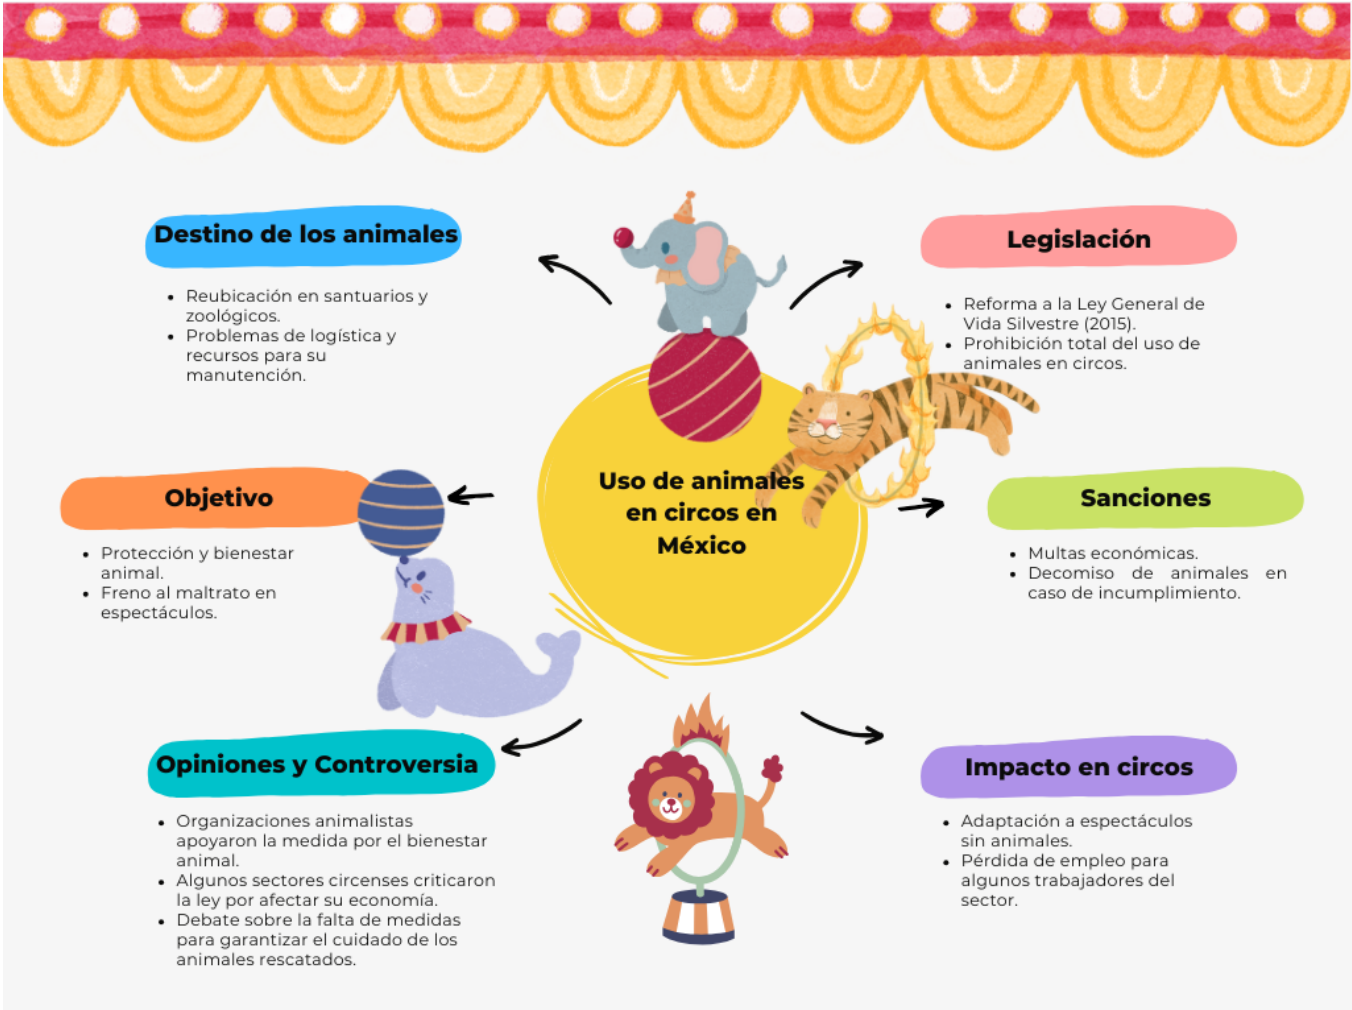 Destino de los animales
Reubicación en santuarios y
zoológicos.
Problemas de logística y
recursos para su
manutención.
Legislación
Reforma a la Ley General de
Vida Silvestre (2015).
Prohibición total del uso de
animales en circos.
Uso de animales
en circos en
México
Objetivo
Protección y bienestar
animal.
Freno al maltrato en
espectáculos.
Sanciones
Multas económicas.
Decomiso de animales en
caso de incumplimiento.
Opiniones y Controversia
Organizaciones animalistas
apoyaron la medida por el bienestar
animal.
Algunos sectores circenses criticaron
la ley por afectar su economía.
Debate sobre la falta de medidas
para garantizar el cuidado de los
animales rescatados.
Impacto en circos
Adaptación a espectáculos
sin animales.
Pérdida de empleo para
algunos trabajadores del
sector.